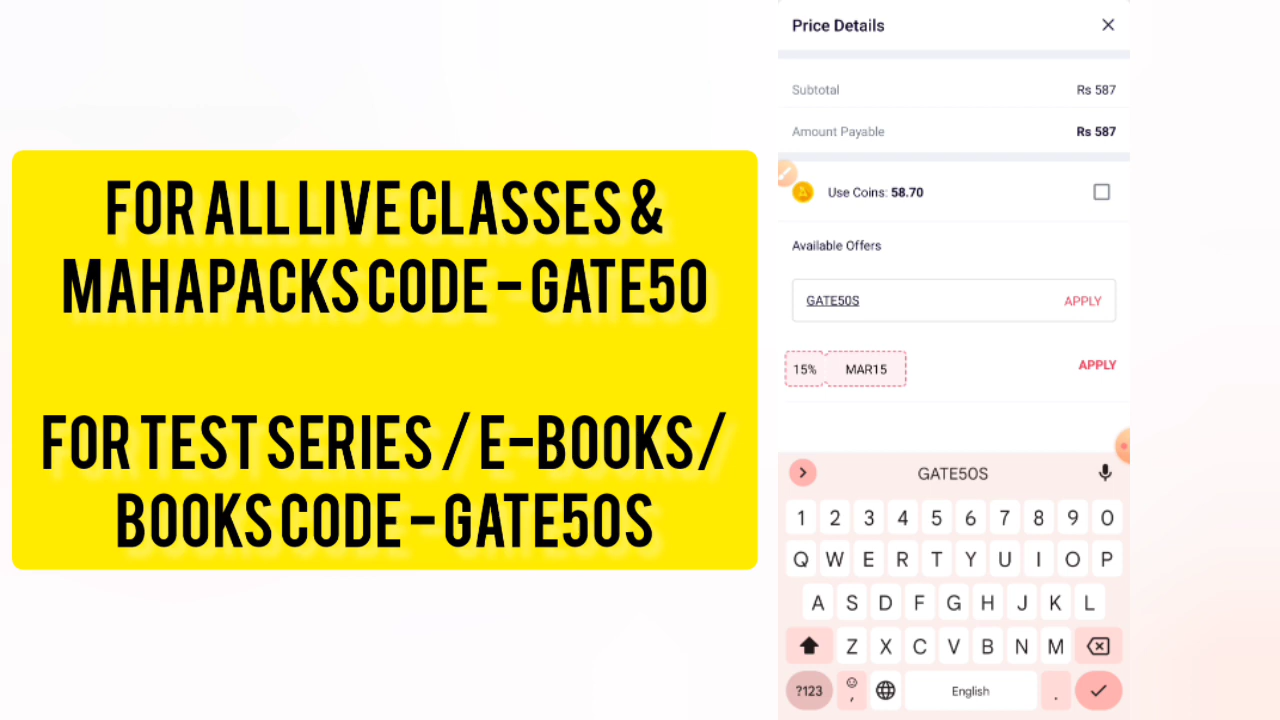 FOR ALL LIVE CLASSES &
MAHAPACKS CODE - GATE50
FOR TEST SERIES / E-BOOKS /
BOOKS CODE - GATE50S
Price Details
Subtotal Rs 587
Amount Payable Rs 587
Use Coins: 58.70
Available Offers
GATE50S APPLY
15% MAR15 APPLY
GATE50S
1 2 3 4 5 6 7 8 9 0
Q W E R T Y U I O P
A S D F G H J K L
Z X C V B N M
?123 , English .